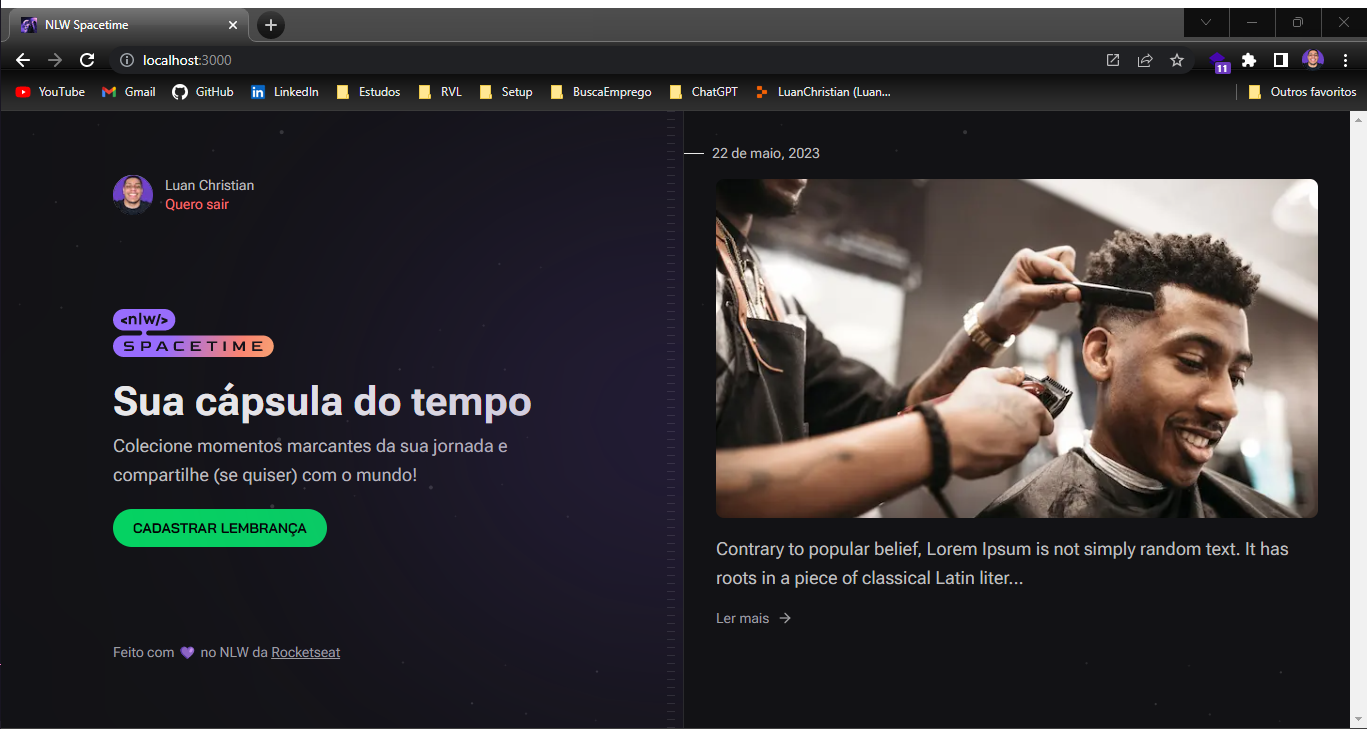 NLW Spacetime
localhost:3000
11
YouTube
Gmail
GitHub
LinkedIn
Estudos
RVL
Setup
BuscaEmprego
ChatGPT
LuanChristian (Luan...
Outros favoritos
Luan Christian
Quero sair
<nlw/>
SPACETIME
Sua cápsula do tempo
Colecione momentos marcantes da sua jornada e
compartilhe (se quiser) com o mundo!
CADASTRAR LEMBRANÇA
Feito com 💜 no NLW da Rocketseat
22 de maio, 2023
Contrary to popular belief, Lorem Ipsum is not simply random text. It has
roots in a piece of classical Latin liter...
Ler mais →